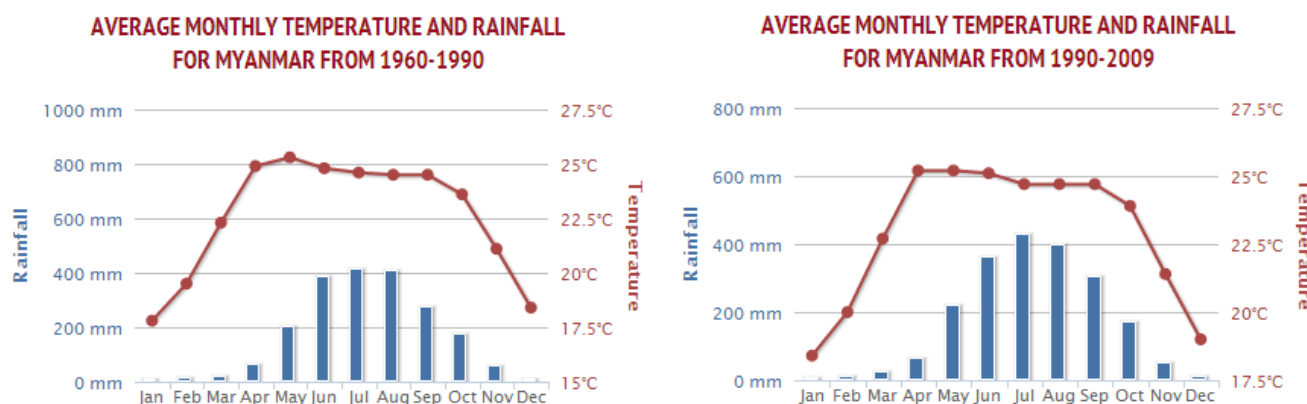 AVERAGE MONTHLY TEMPERATURE AND RAINFALL
FOR MYANMAR FROM 1960-1990
1000 mm
800 mm
600 mm
400 mm
200 mm
0 mm
Rainfall
27.5°C
25°C
22.5°C
20°C
17.5°C
15°C
Temperature
Jan Feb Mar Apr May Jun Jul Aug Sep Oct Nov Dec
AVERAGE MONTHLY TEMPERATURE AND RAINFALL
FOR MYANMAR FROM 1990-2009
800 mm
600 mm
400 mm
200 mm
0 mm
Rainfall
27.5°C
25°C
22.5°C
20°C
17.5°C
Temperature
Jan Feb Mar Apr May Jun Jul Aug Sep Oct Nov Dec